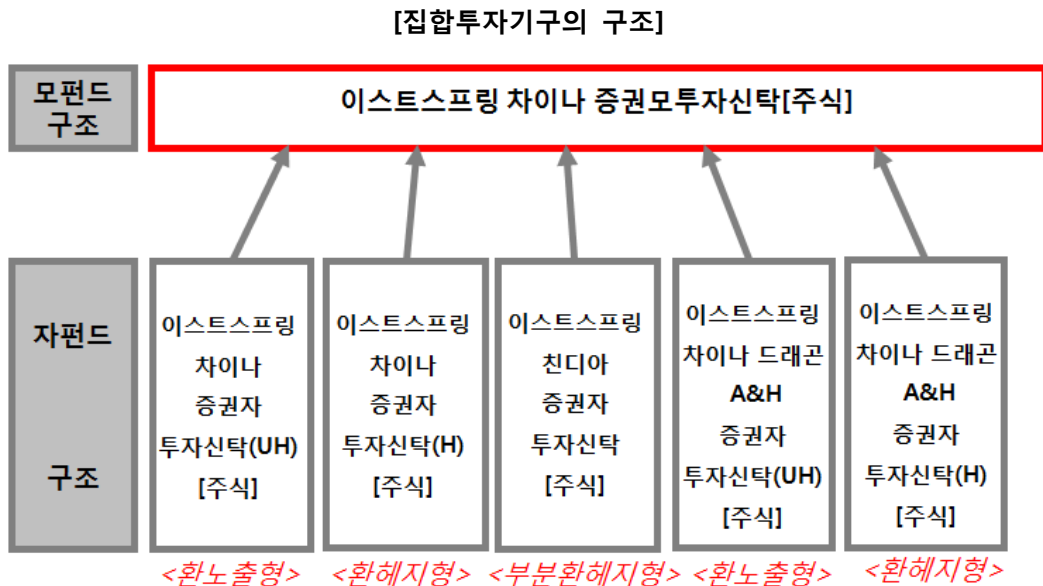 [집합투자기구의 구조]
모펀드
구조
이스트스프링 차이나 증권모투자신탁[주식]
자펀드
구조
이스트스프링
차이나
증권자
투자신탁(UH)
[주식]
이스트스프링
차이나
증권자
투자신탁(H)
[주식]
이스트스프링
친디아
증권자
투자신탁
[주식]
이스트스프링
차이나 드래곤
A&H
증권자
투자신탁(UH)
[주식]
이스트스프링
차이나 드래곤
A&H
증권자
투자신탁(H)
[주식]
<환노출형>
<환헤지형>
<부분환헤지형>
<환노출형>
<환헤지형>